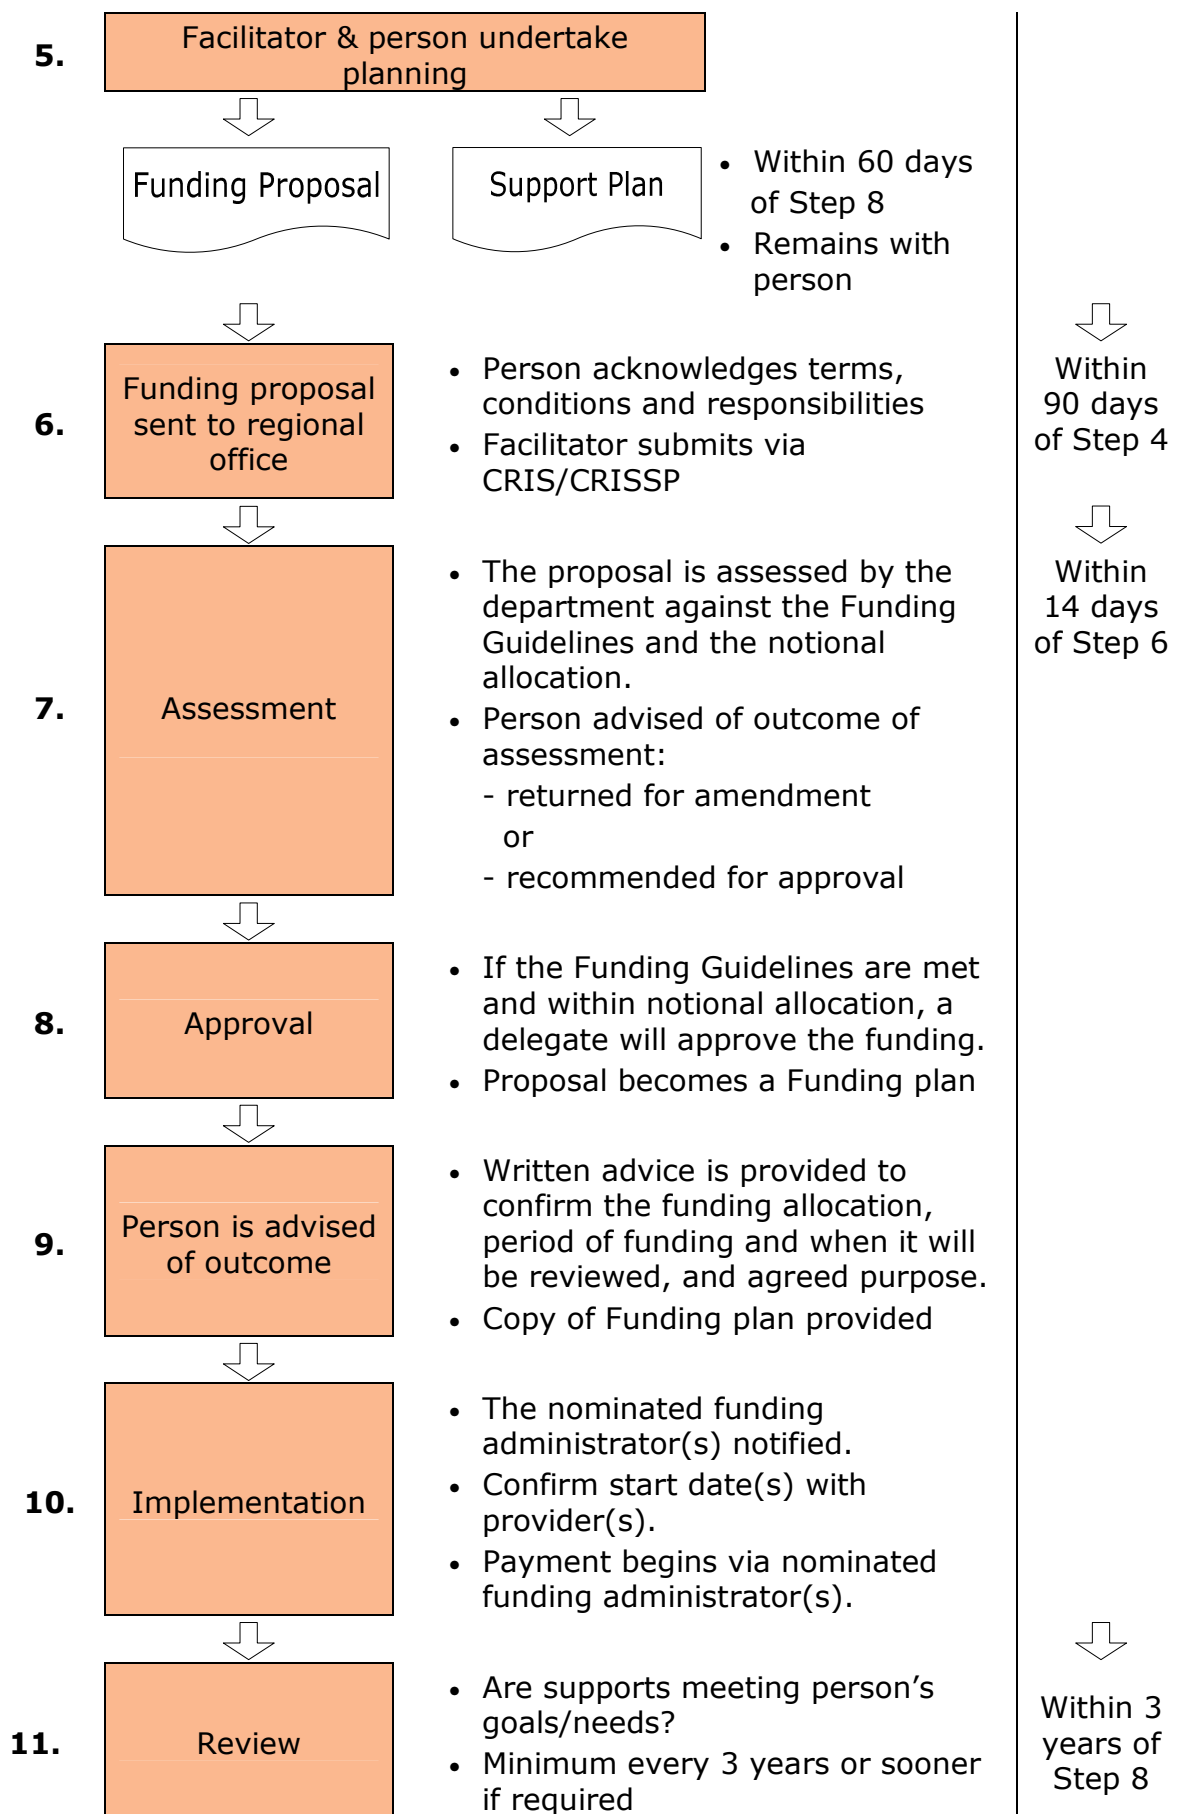 5.
Facilitator & person undertake
planning
Funding Proposal
Support Plan
• Within 60 days
of Step 8
• Remains with
person
6.
Funding proposal
sent to regional
office
• Person acknowledges terms,
conditions and responsibilities
• Facilitator submits via
CRIS/CRISSP
Within
90 days
of Step 4
7.
Assessment
• The proposal is assessed by the
department against the Funding
Guidelines and the notional
allocation.
• Person advised of outcome of
assessment:
- returned for amendment
or
- recommended for approval
Within
14 days
of Step 6
8.
Approval
• If the Funding Guidelines are met
and within notional allocation, a
delegate will approve the funding.
• Proposal becomes a Funding plan
9.
Person is advised
of outcome
• Written advice is provided to
confirm the funding allocation,
period of funding and when it will
be reviewed, and agreed purpose.
• Copy of Funding plan provided
10.
Implementation
• The nominated funding
administrator(s) notified.
• Confirm start date(s) with
provider(s).
• Payment begins via nominated
funding administrator(s).
11.
Review
• Are supports meeting person's
goals/needs?
• Minimum every 3 years or sooner
if required
Within 3
years of
Step 8